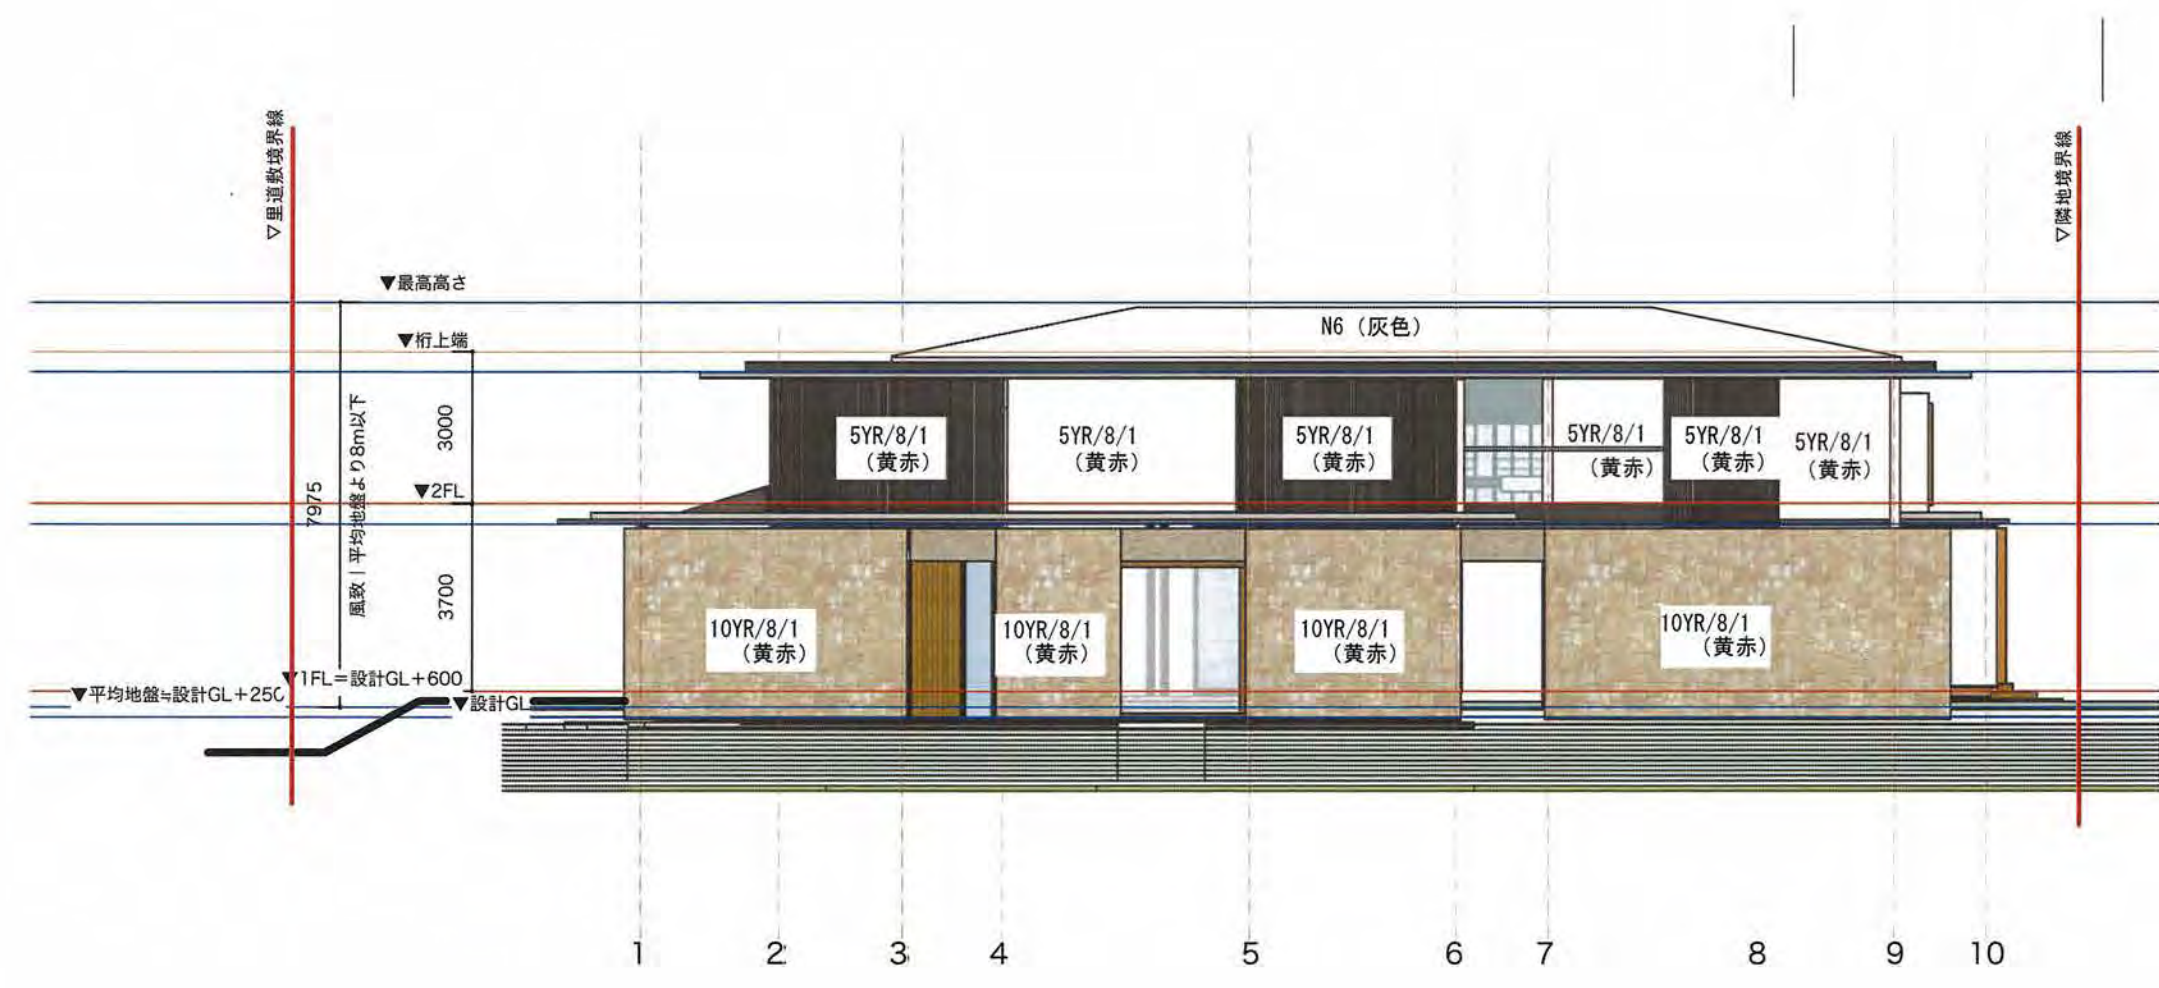 ▽里道敷境界線
▽隣地境界線
▼最高高さ
N6（灰色）
▼桁上端
3000
風致｜平均地盤より8m以下
7975
5YR/8/1
（黄赤）
5YR/8/1
（黄赤）
5YR/8/1
（黄赤）
5YR/8/1
（黄赤）
5YR/8/1
（黄赤）
5YR/8/1
（黄赤）
▼2FL
3700
10YR/8/1
（黄赤）
10YR/8/1
（黄赤）
10YR/8/1
（黄赤）
10YR/8/1
（黄赤）
▼1FL＝設計GL+600
▼平均地盤≒設計GL+250
▼設計GL
1 2 3 4 5 6 7 8 9 10